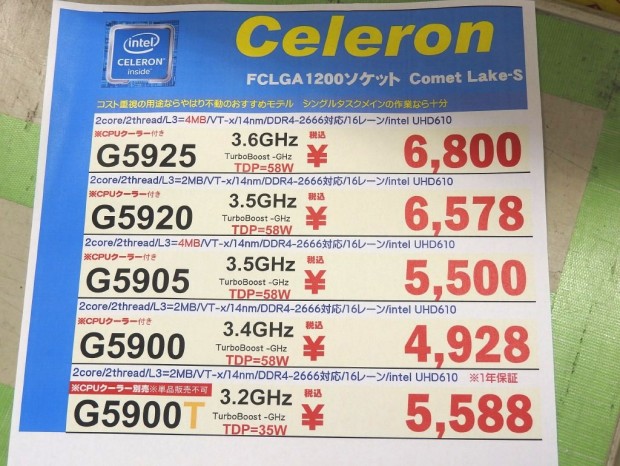 intel
CELERON
inside
Celeron
FCLGA1200ソケット Comet Lake-S
コスト重視の用途ならやはり不動のおすすめモデル シングルタスクメインの作業なら十分
2core/2thread/L3=4MB/VT-x/14nm/DDR4-2666対応/16レーン/intel UHD610
※CPUクーラー付き
G5925 3.6GHz 税込 ¥ 6,800
TurboBoost -GHz
TDP=58W
2core/2thread/L3=2MB/VT-x/14nm/DDR4-2666対応/16レーン/intel UHD610
※CPUクーラー付き
G5920 3.5GHz 税込 ¥ 6,578
TurboBoost -GHz
TDP=58W
2core/2thread/L3=4MB/VT-x/14nm/DDR4-2666対応/16レーン/intel UHD610
※CPUクーラー付き
G5905 3.5GHz 税込 ¥ 5,500
TurboBoost -GHz
TDP=58W
2core/2thread/L3=2MB/VT-x/14nm/DDR4-2666対応/16レーン/intel UHD610
※CPUクーラー付き
G5900 3.4GHz 税込 ¥ 4,928
TurboBoost -GHz
TDP=58W
2core/2thread/L3=2MB/VT-x/14nm/DDR4-2666対応/16レーン/intel UHD610 ※1年保証
※CPUクーラー別売※単品販売不可
G5900T 3.2GHz 税込 ¥ 5,588
TurboBoost -GHz
TDP=35W